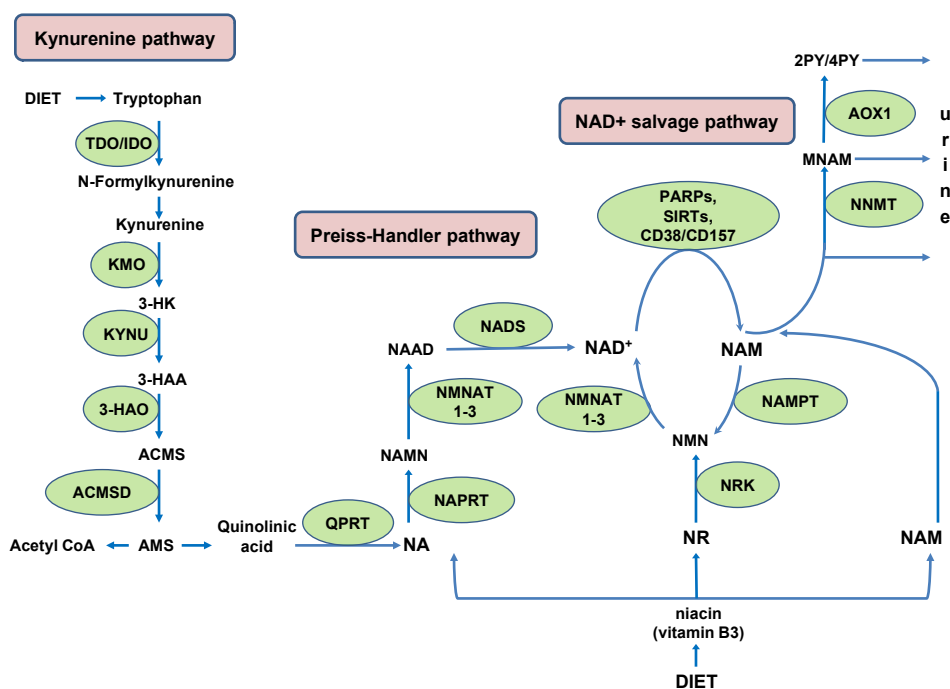 Kynurenine pathway
DIET
Tryptophan
TDO/IDO
N-Formylkynurenine
Kynurenine
KMO
3-HK
KYNU
3-HAA
3-HAO
ACMS
ACMSD
Acetyl CoA
AMS
Quinolinic
acid
QPRT
NA
Preiss-Handler pathway
NAPRT
NAMN
NMNAT
1-3
NAAD
NADS
NAD+ salvage pathway
PARPs,
SIRTs,
CD38/CD157
NAD+
NAM
NMNAT
1-3
NAMPT
NMN
NRK
NR
NAM
niacin
(vitamin B3)
DIET
2PY/4PY
AOX1
MNAM
NNMT
urine